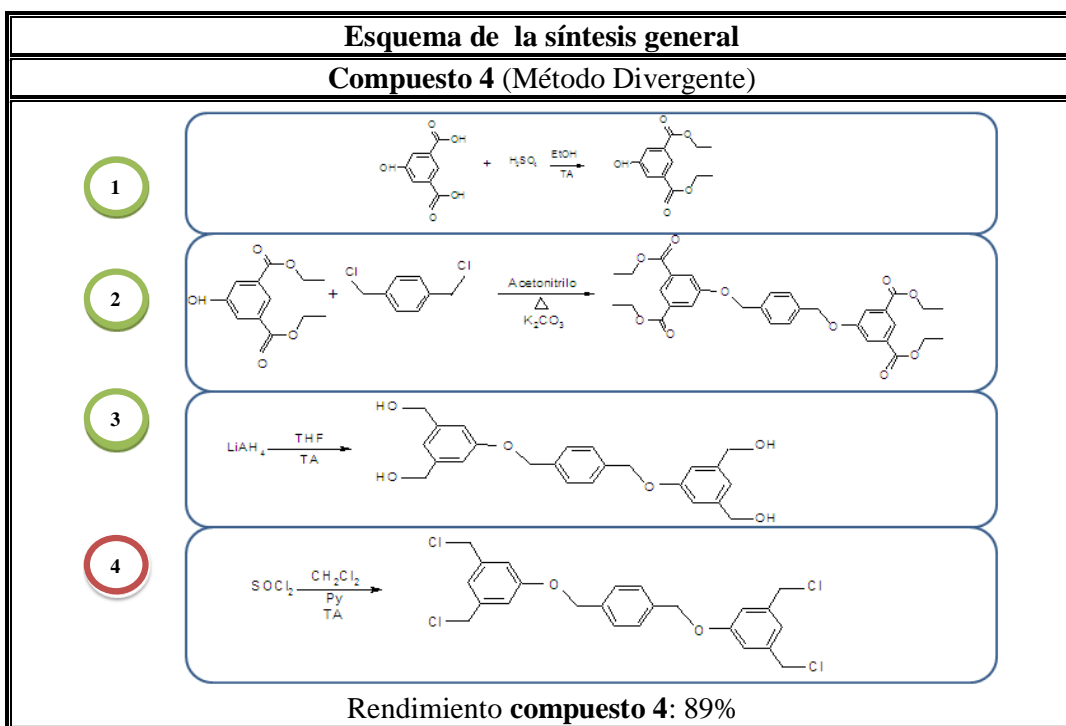 Esquema de la síntesis general
Compuesto 4 (Método Divergente)
1
O
OH
HO
OH
O
+
H₂SO₄
EtOH
TA
O
O
OH
O
O
2
O
O
OH
O
O
+
Cl
Cl
Acetonitrilo
△
K₂CO₃
O
O
O
O
O
O
O
O
O
O
3
LiAH₄
THF
TA
HO
HO
O
O
OH
OH
4
SOCl₂
CH₂Cl₂
Py
TA
Cl
Cl
O
O
Cl
Cl
Rendimiento compuesto 4: 89%